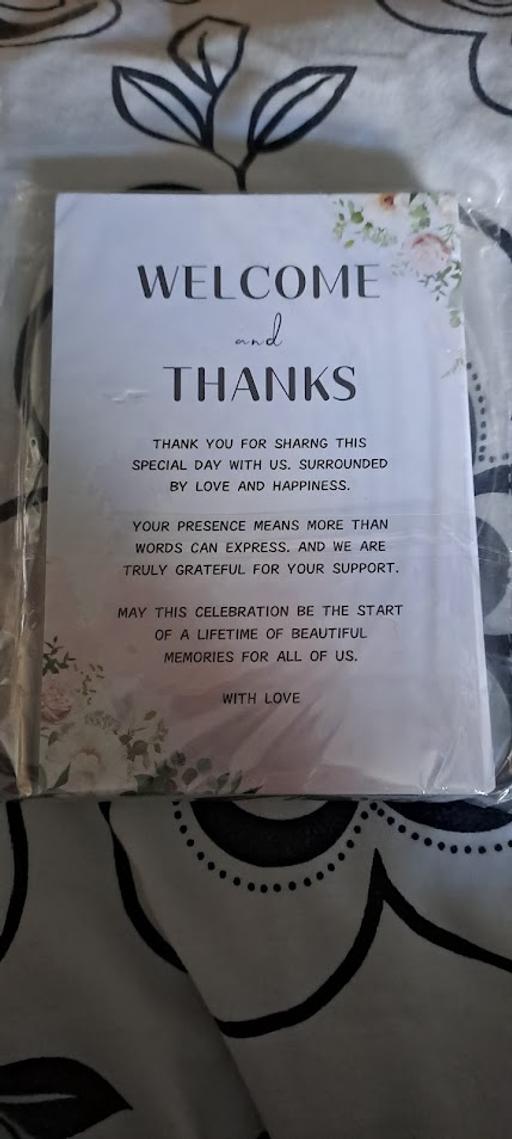 WELCOME
and
THANKS
THANK YOU FOR SHARNG THIS
SPECIAL DAY WITH US. SURROUNDED
BY LOVE AND HAPPINESS.
YOUR PRESENCE MEANS MORE THAN
WORDS CAN EXPRESS. AND WE ARE
TRULY GRATEFUL FOR YOUR SUPPORT.
MAY THIS CELEBRATION BE THE START
OF A LIFETIME OF BEAUTIFUL
MEMORIES FOR ALL OF US.
WITH LOVE